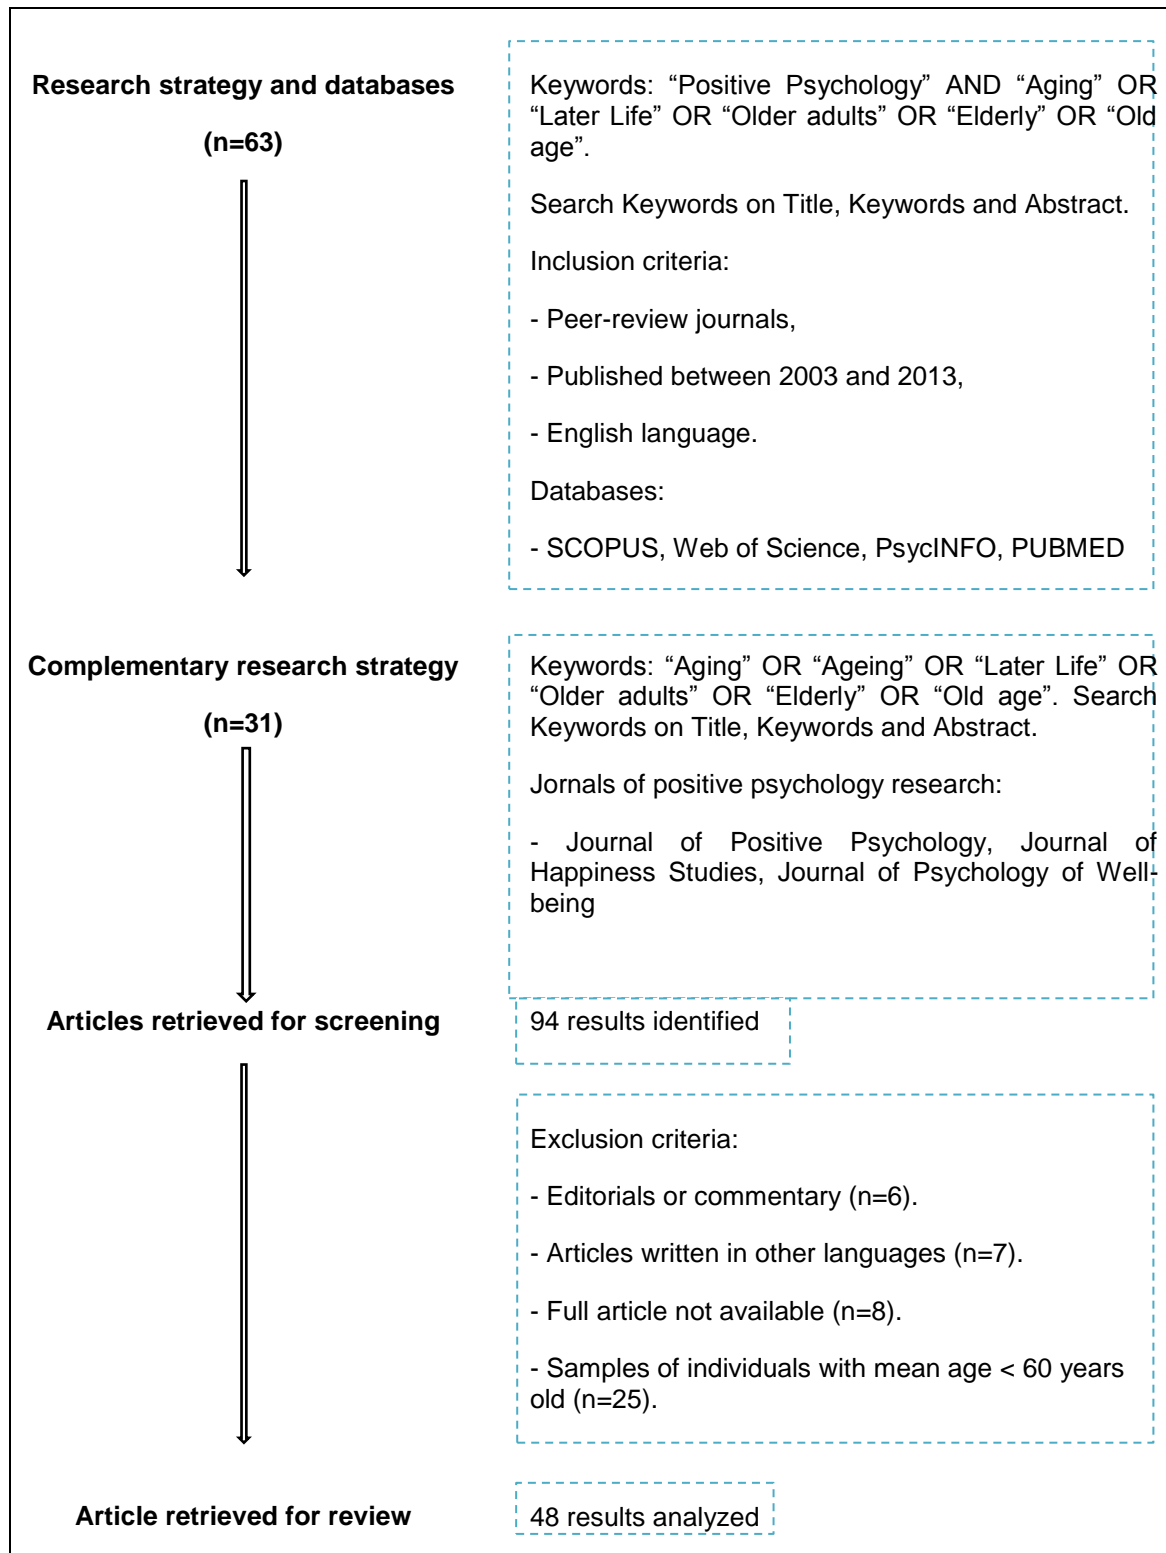 Research strategy and databases
(n=63)
Keywords: “Positive Psychology” AND “Aging” OR
“Later Life” OR “Older adults” OR “Elderly” OR “Old
age”.
Search Keywords on Title, Keywords and Abstract.
Inclusion criteria:
- Peer-review journals,
- Published between 2003 and 2013,
- English language.
Databases:
- SCOPUS, Web of Science, PsycINFO, PUBMED
Complementary research strategy
(n=31)
Keywords: “Aging” OR “Ageing” OR “Later Life” OR
“Older adults” OR “Elderly” OR “Old age”. Search
Keywords on Title, Keywords and Abstract.
Jornals of positive psychology research:
- Journal of Positive Psychology, Journal of
Happiness Studies, Journal of Psychology of Well-
being
Articles retrieved for screening
94 results identified
Exclusion criteria:
- Editorials or commentary (n=6).
- Articles written in other languages (n=7).
- Full article not available (n=8).
- Samples of individuals with mean age < 60 years
old (n=25).
Article retrieved for review
48 results analyzed